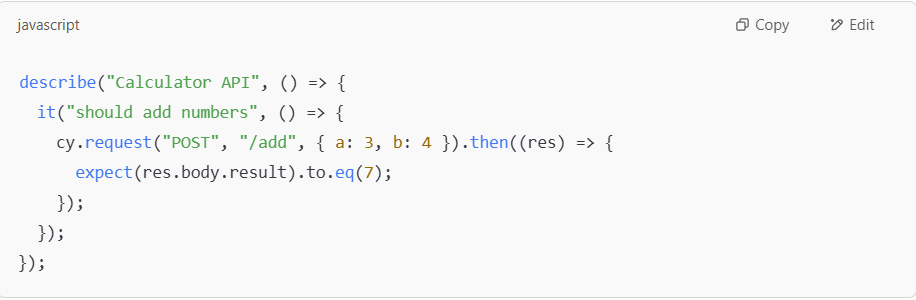 javascript
Copy
Edit
describe("Calculator API", () => {
  it("should add numbers", () => {
    cy.request("POST", "/add", { a: 3, b: 4 }).then((res) => {
      expect(res.body.result).to.eq(7);
    });
  });
});